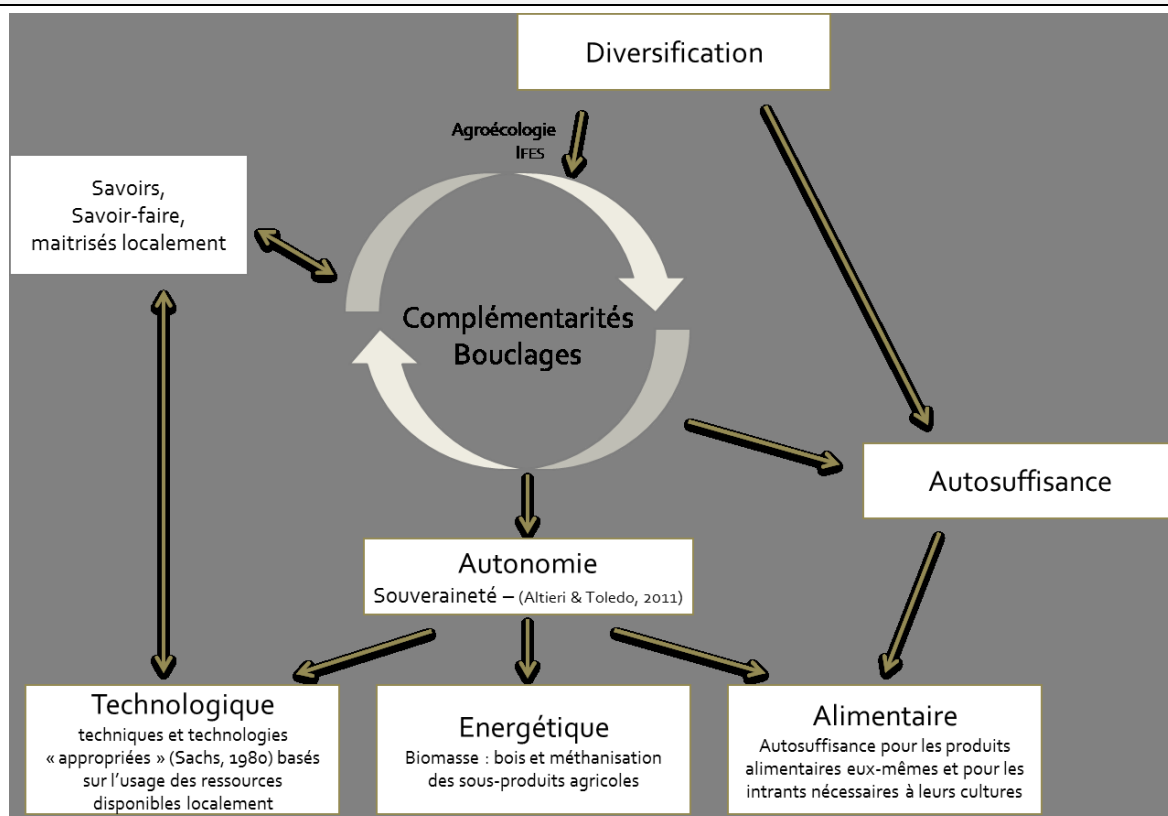 Diversification
Agroécologie
IFES
Savoirs,
Savoir-faire,
maitrisés localement
Complémentarités
Bouclages
Autosuffisance
Autonomie
Souveraineté – (Altieri & Toledo, 2011)
Technologique
techniques et technologies
« appropriées » (Sachs, 1980) basés
sur l'usage des ressources
disponibles localement
Energétique
Biomasse : bois et méthanisation
des sous-produits agricoles
Alimentaire
Autosuffisance pour les produits
alimentaires eux-mêmes et pour les
intrants nécessaires à leurs cultures